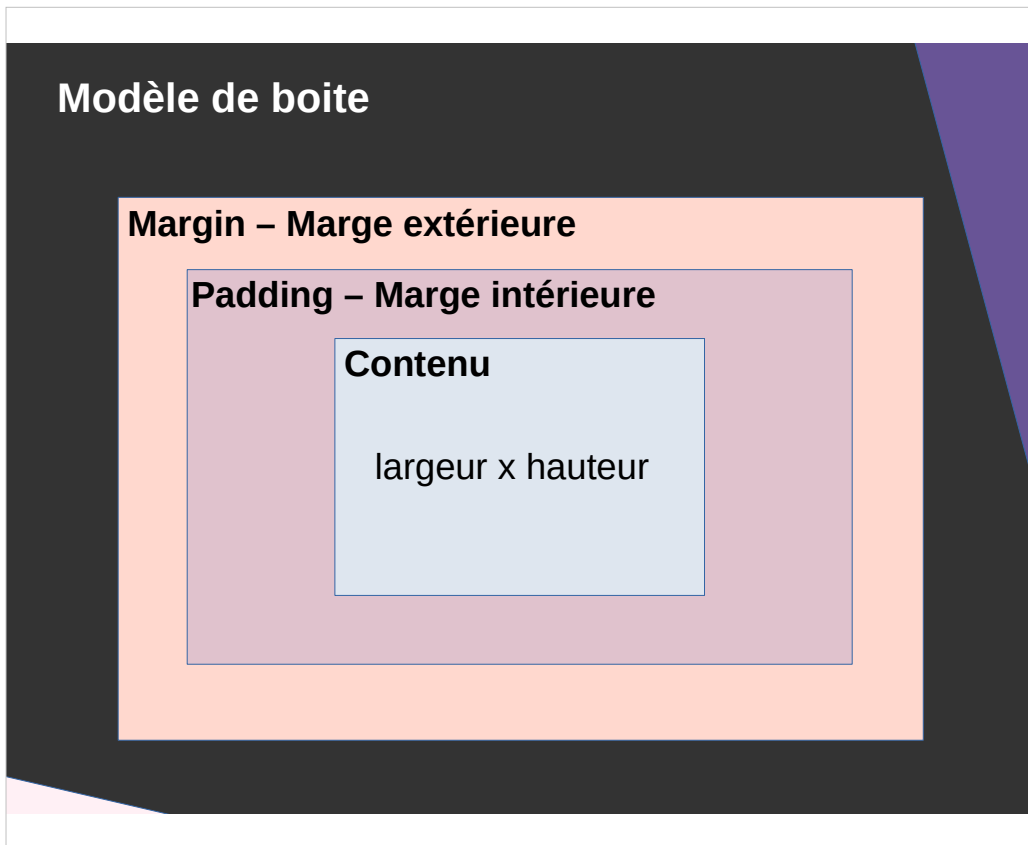 Modèle de boite
Margin – Marge extérieure
Padding – Marge intérieure
Contenu
largeur x hauteur